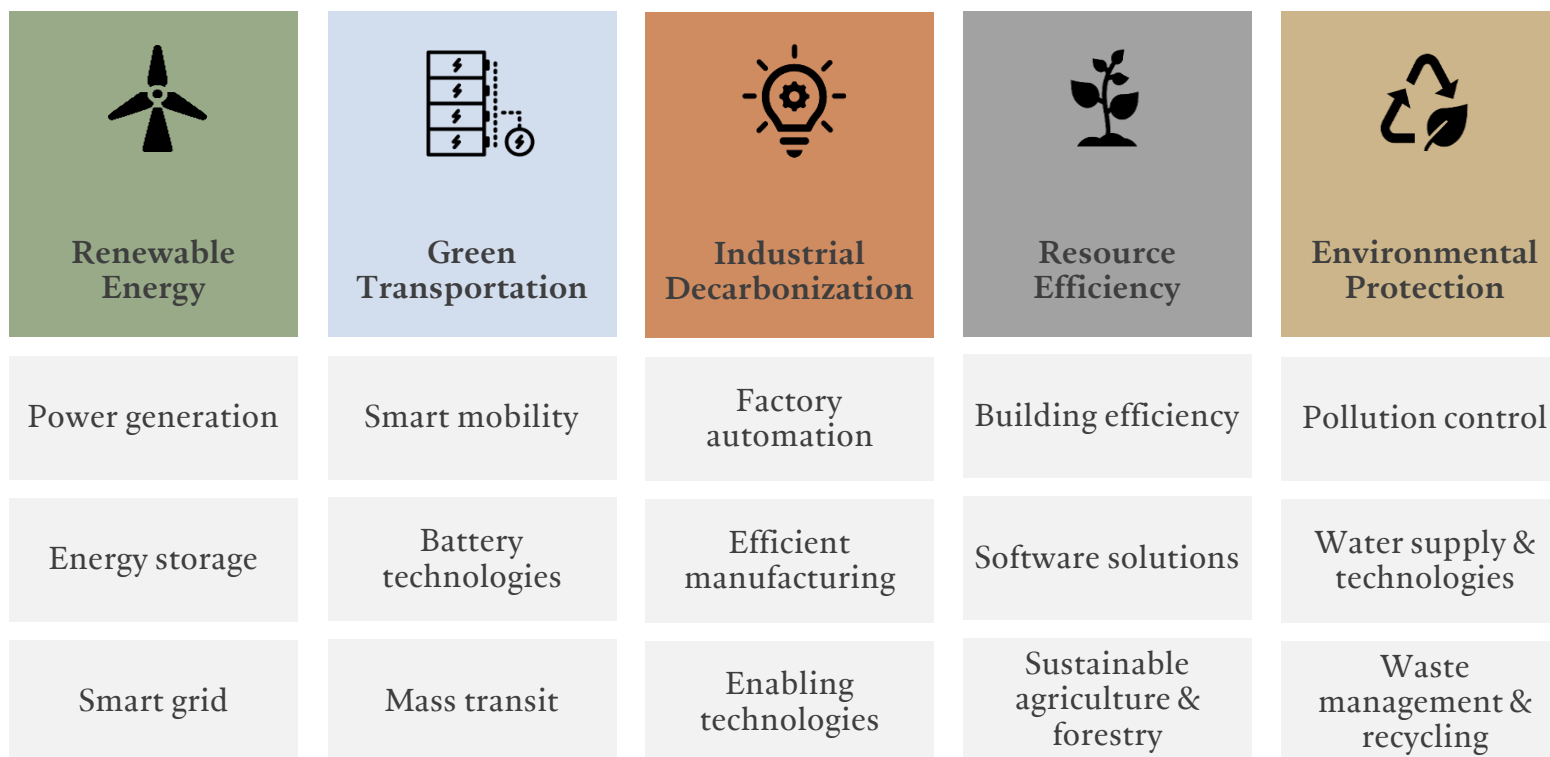 Renewable
Energy
Green
Transportation
Industrial
Decarbonization
Resource
Efficiency
Environmental
Protection
Power generation
Smart mobility
Factory
automation
Building efficiency
Pollution control
Energy storage
Battery
technologies
Efficient
manufacturing
Software solutions
Water supply &
technologies
Smart grid
Mass transit
Enabling
technologies
Sustainable
agriculture &
forestry
Waste
management &
recycling